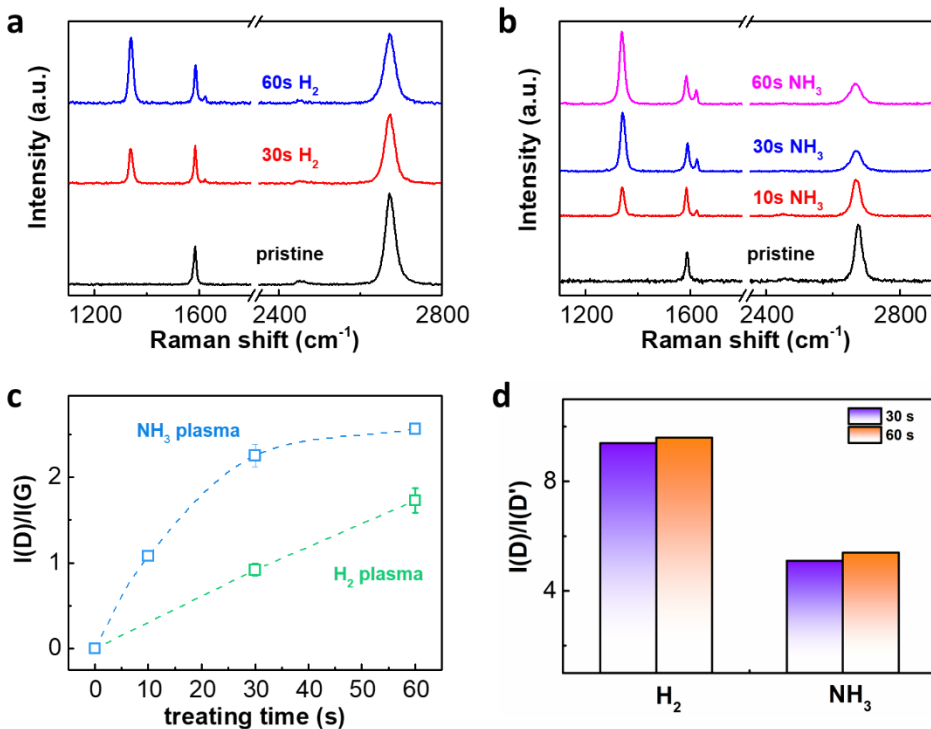 a
60s H₂
30s H₂
pristine
Intensity (a.u.)
1200 1600 2400 2800
Raman shift (cm⁻¹)
b
60s NH₃
30s NH₃
10s NH₃
pristine
Intensity (a.u.)
1200 1600 2400 2800
Raman shift (cm⁻¹)
c
NH₃ plasma
H₂ plasma
I(D)/I(G)
2
1
0
0 10 20 30 40 50 60
treating time (s)
d
30 s
60 s
I(D)/I(D')
8
4
H₂ NH₃